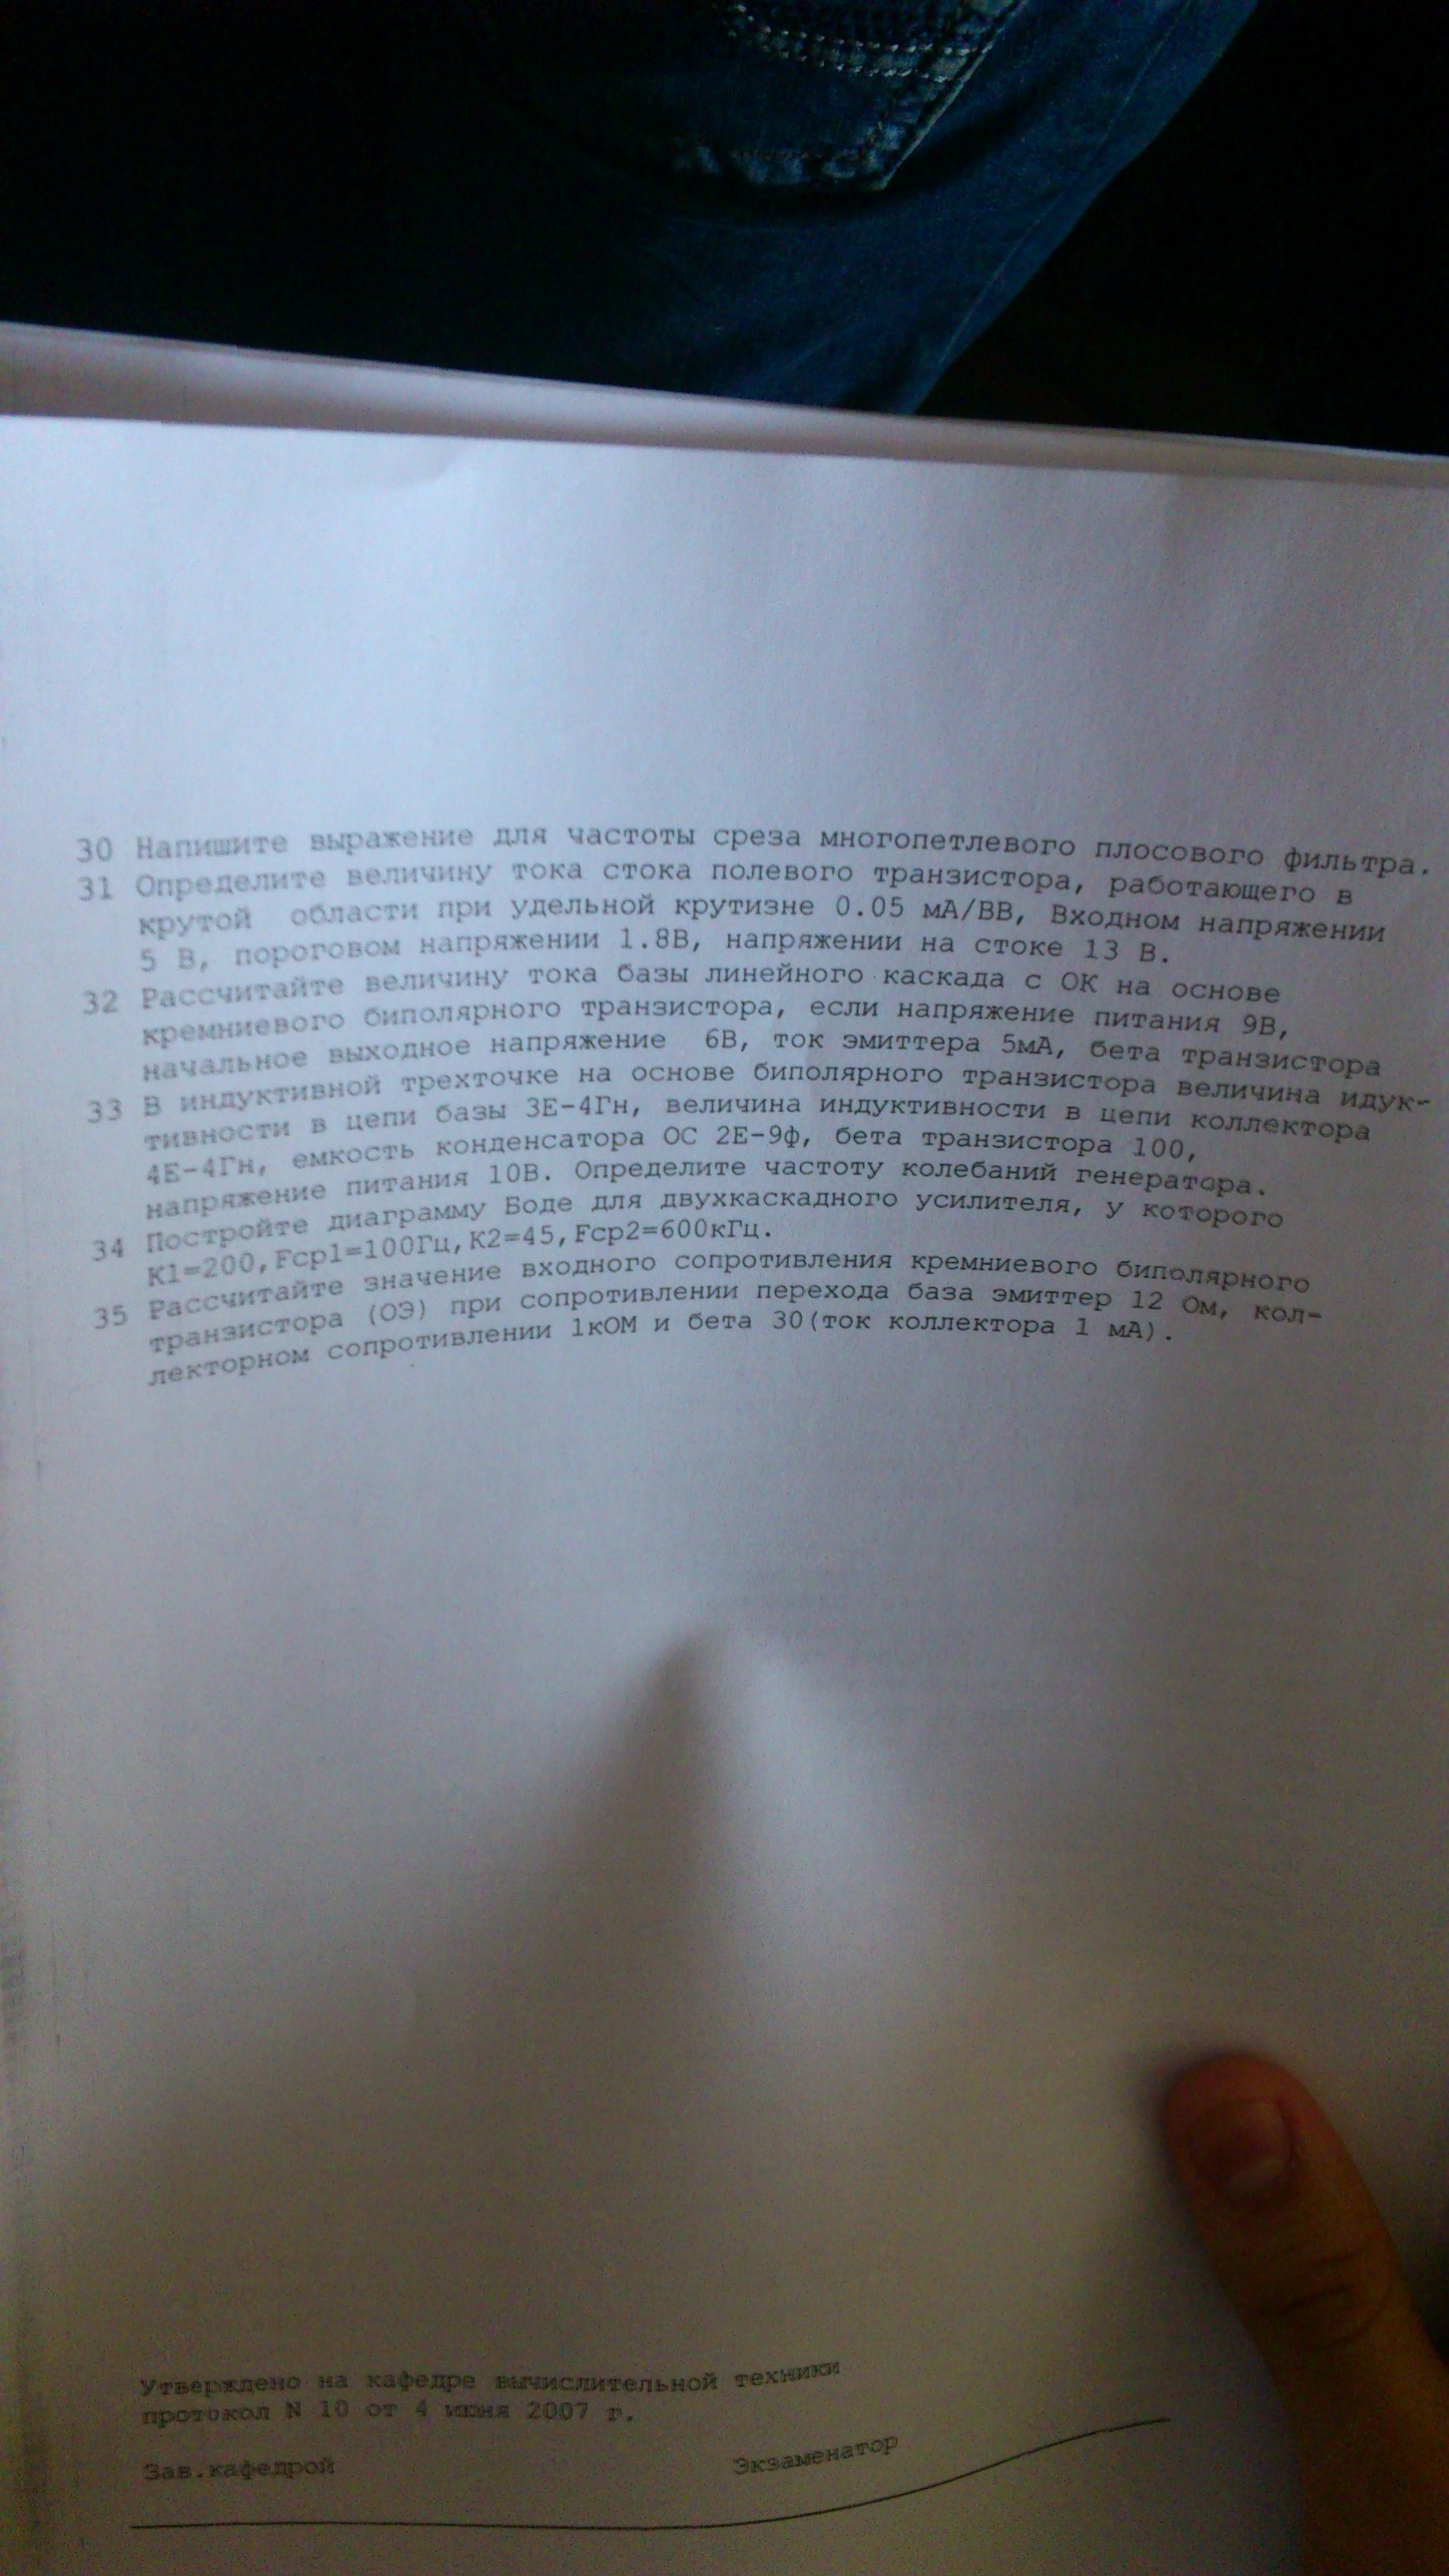 30 Напишите выражение для частоты среза многопетлевого плосового фильтра.
31 Определите величину тока стока полевого транзистора, работающего в
крутой области при удельной крутизне 0.05 мА/ВВ, Входном напряжении
5 В, пороговом напряжении 1.8В, напряжении на стоке 13 В.
32 Рассчитайте величину тока базы линейного каскада с ОК на основе
кремниевого биполярного транзистора, если напряжение питания 9В,
начальное выходное напряжение 6В, ток эмиттера 5мА, бета транзистора
33 В индуктивной трехточке на основе биполярного транзистора величина идук-
тивности в цепи базы 3Е-4Гн, величина индуктивности в цепи коллектора
4Е-4Гн, емкость конденсатора ОС 2Е-9ф, бета транзистора 100,
напряжение питания 10В. Определите частоту колебаний генератора.
34 Постройте диаграмму Боде для двухкаскадного усилителя, у которого
К1=200,Fср1=100Гц,К2=45,Fср2=600кГц.
35 Рассчитайте значение входного сопротивления кремниевого биполярного
транзистора (ОЭ) при сопротивлении перехода база эмиттер 12 Ом, кол-
лекторном сопротивлении 1кОМ и бета 30(ток коллектора 1 мА).
Утверждено на кафедре вычислительной техники
протокол N 10 от 4 июня 2007 г.
Зав.кафедрой Экзаменатор